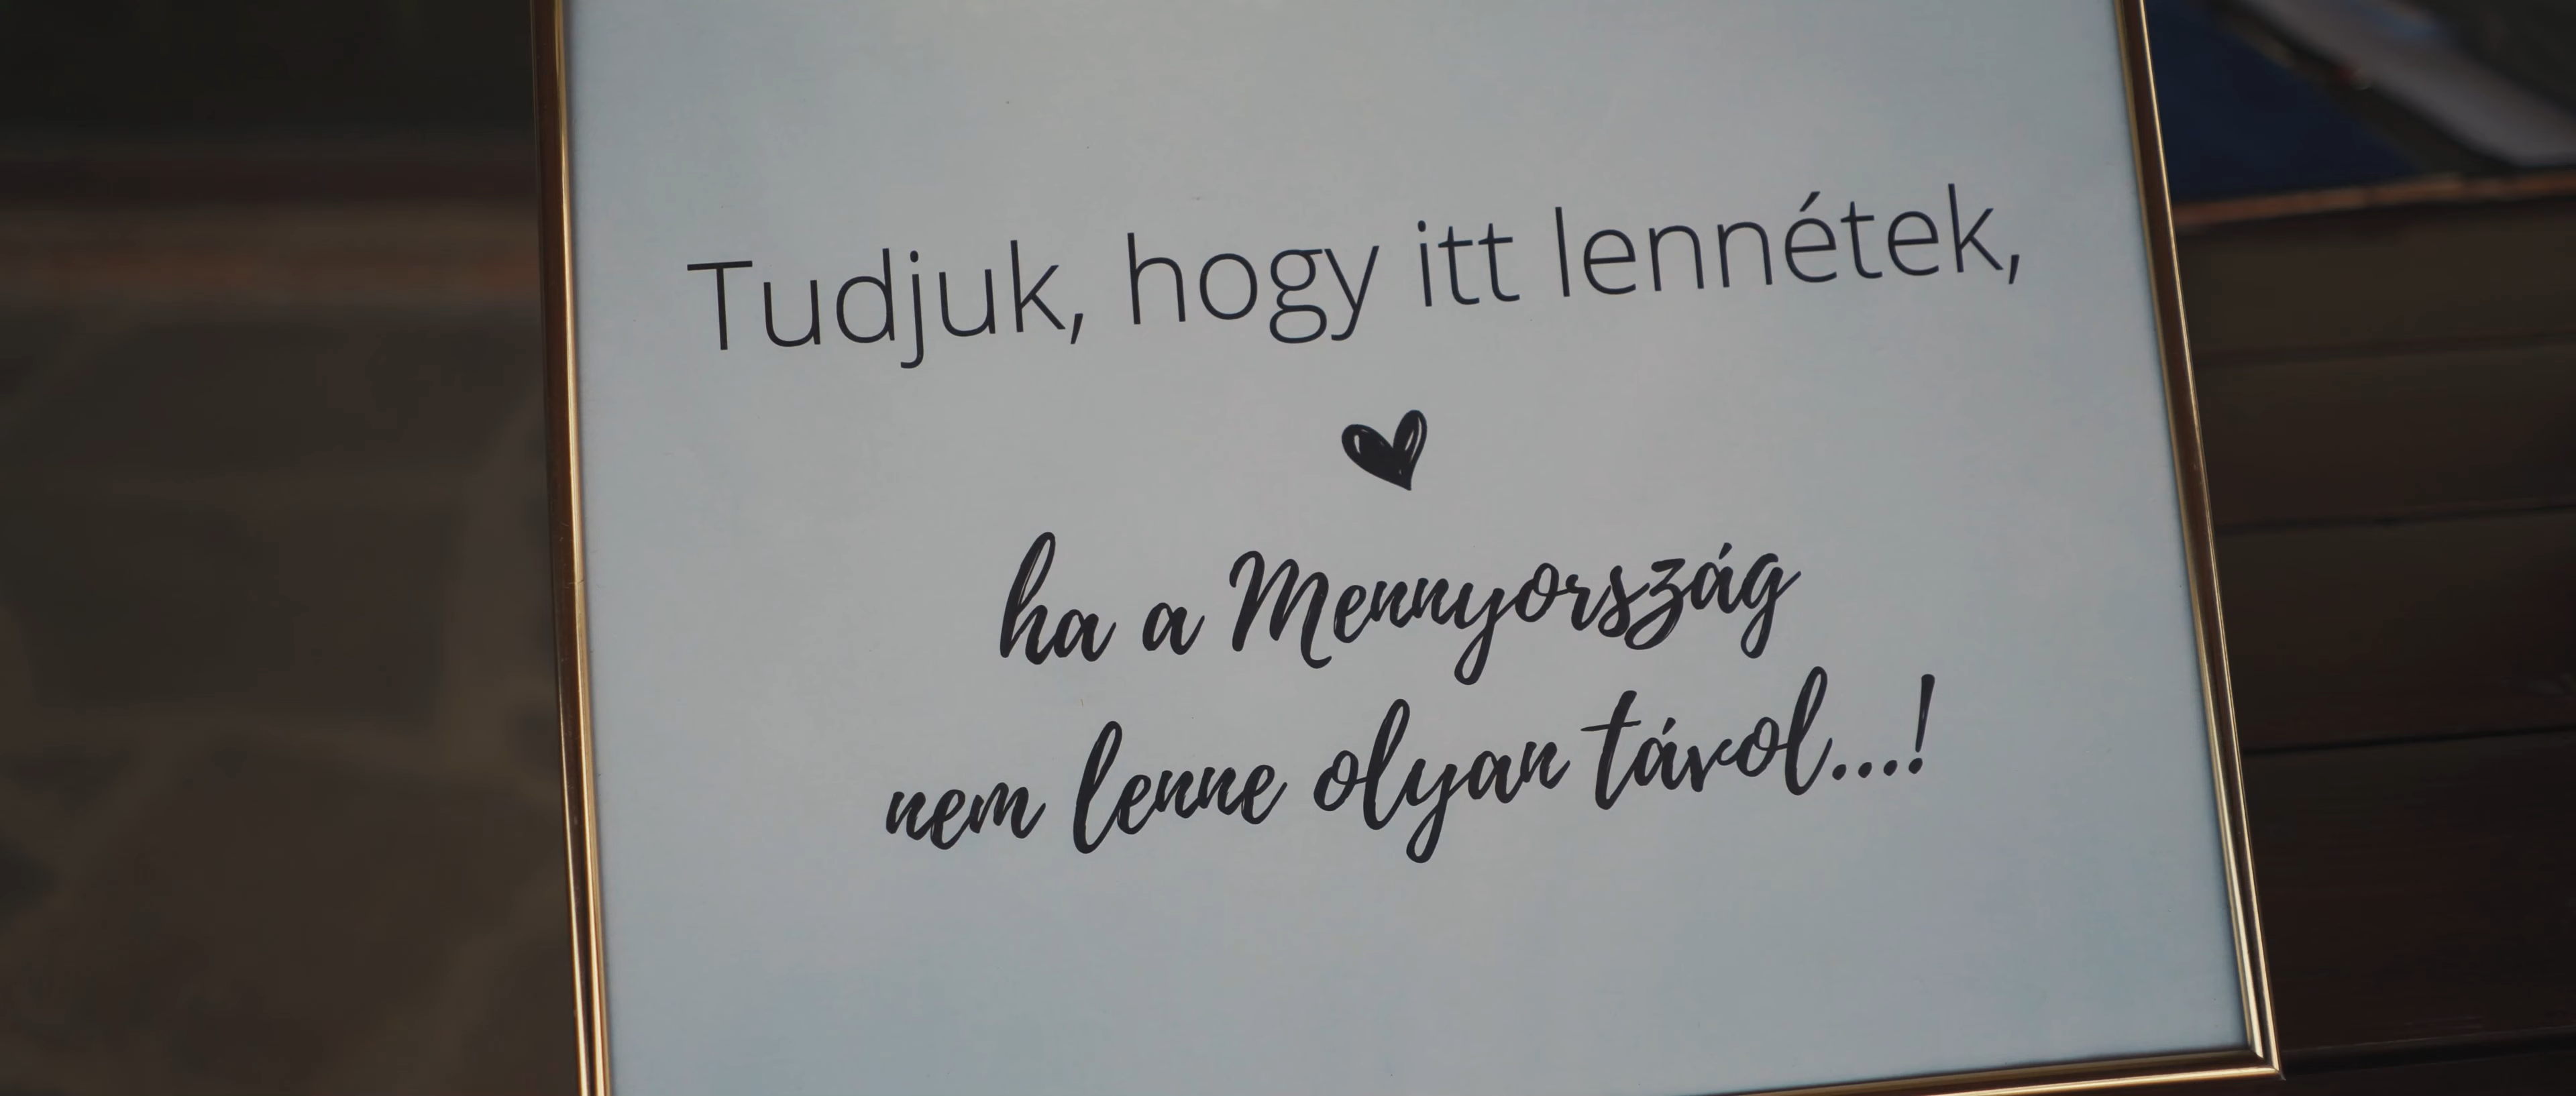 Tudjuk, hogy itt lennétek,
ha a Mennyország
nem lenne olyan távol...!